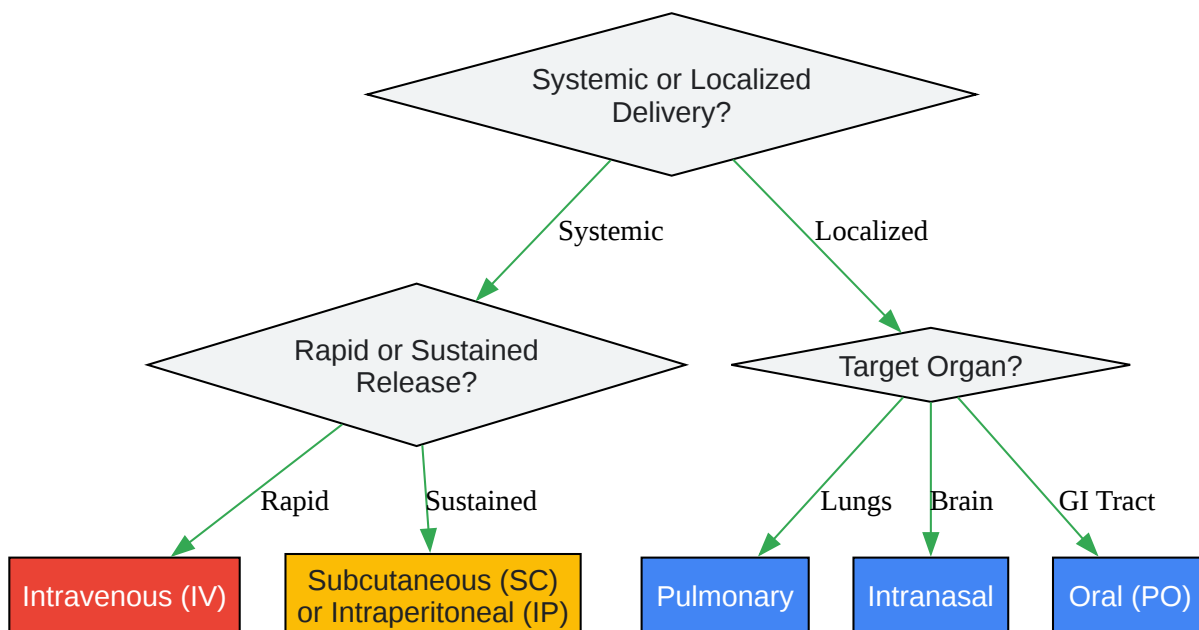 Systemic or Localized
Delivery?
Systemic
Localized
Rapid or Sustained
Release?
Target Organ?
Rapid
Sustained
Lungs
Brain
GI Tract
Intravenous (IV)
Subcutaneous (SC)
or Intraperitoneal (IP)
Pulmonary
Intranasal
Oral (PO)